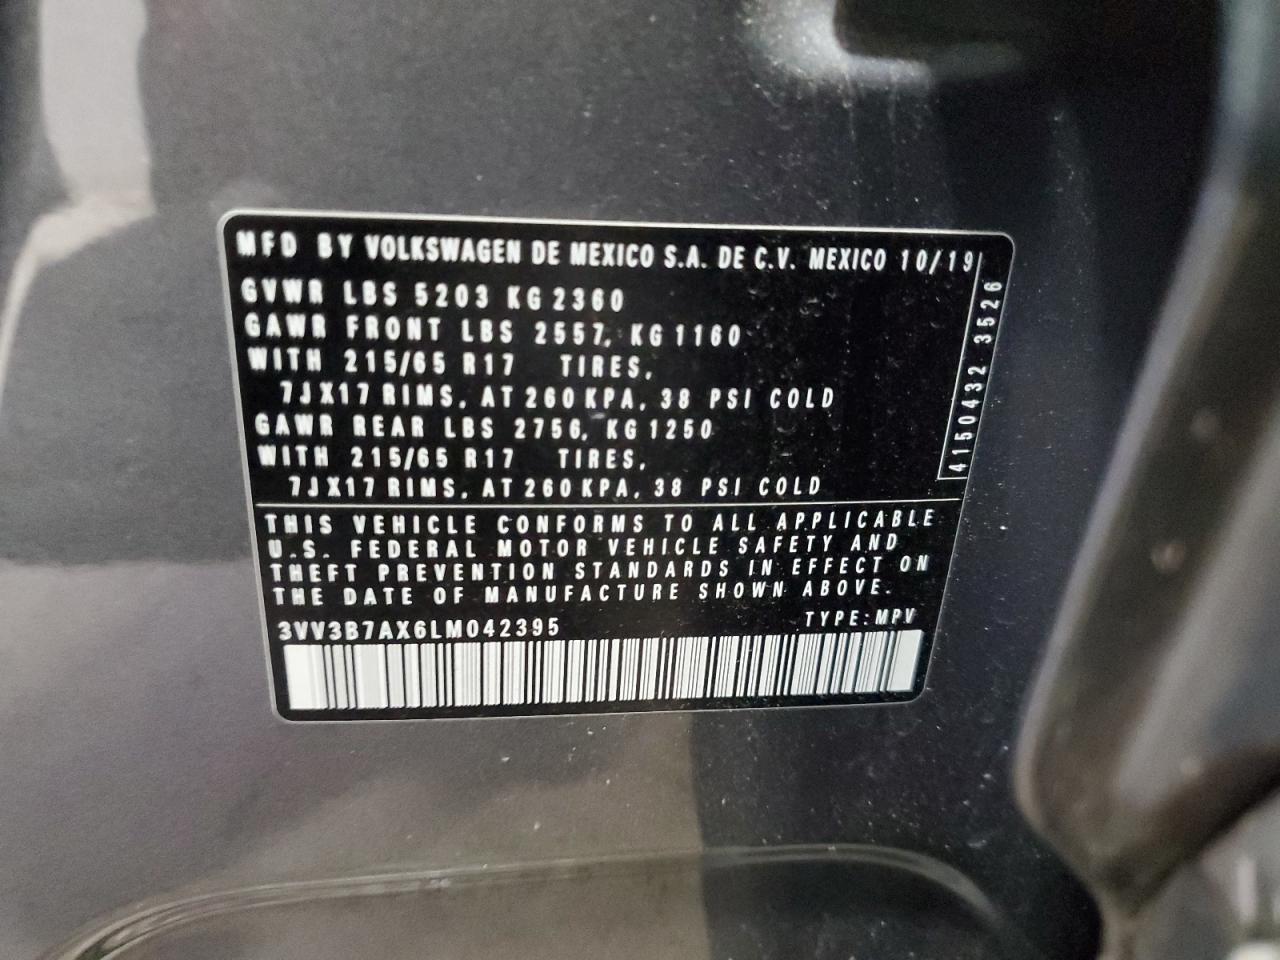 MFD BY VOLKSWAGEN DE MEXICO S.A. DE C.V. MEXICO 10/19
GVWR LBS 5203 KG 2360
GAWR FRONT LBS 2557, KG 1160
WITH 215/65 R17 TIRES,
7JX17 RIMS, AT 260 KPA, 38 PSI COLD
GAWR REAR LBS 2756, KG 1250
WITH 215/65 R17 TIRES,
7JX17 RIMS, AT 260 KPA, 38 PSI COLD
4150432 3526
THIS VEHICLE CONFORMS TO ALL APPLICABLE
U.S. FEDERAL MOTOR VEHICLE SAFETY AND
THEFT PREVENTION STANDARDS IN EFFECT ON
THE DATE OF MANUFACTURE SHOWN ABOVE.
3VV3B7AX6LM042395 TYPE:MPV